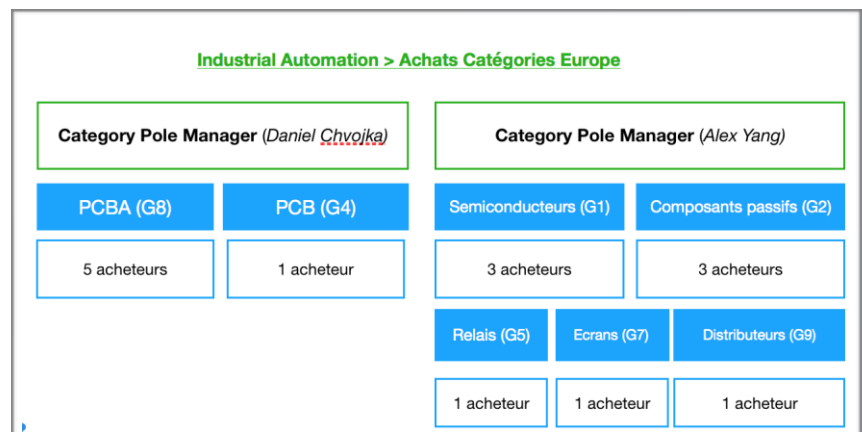 Industrial Automation > Achats Catégories Europe
Category Pole Manager (Daniel Chvojka)
Category Pole Manager (Alex Yang)
PCBA (G8)
PCB (G4)
Semiconducteurs (G1)
Composants passifs (G2)
5 acheteurs
1 acheteur
3 acheteurs
3 acheteurs
Relais (G5)
Ecrans (G7)
Distributeurs (G9)
1 acheteur
1 acheteur
1 acheteur